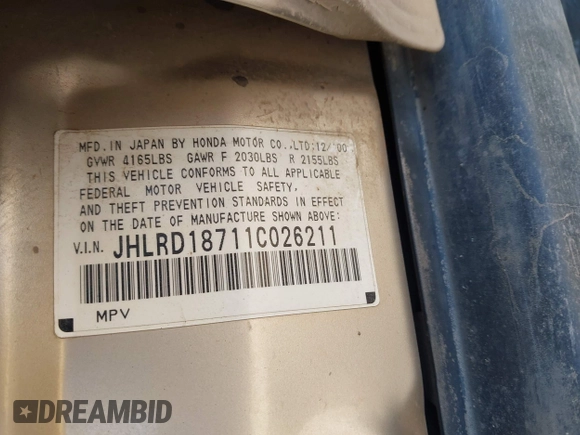 MFD. IN JAPAN BY HONDA MOTOR CO., LTD; 12/'00
GVWR 4165LBS GAWR F 2030LBS R 2155LBS
THIS VEHICLE CONFORMS TO ALL APPLICABLE
FEDERAL MOTOR VEHICLE SAFETY,
AND THEFT PREVENTION STANDARDS IN EFFECT
ON THE DATE OF MANUFACTURE SHOWN ABOVE:
V.I.N. JHLRD18711C026211
MPV
DREAMBID